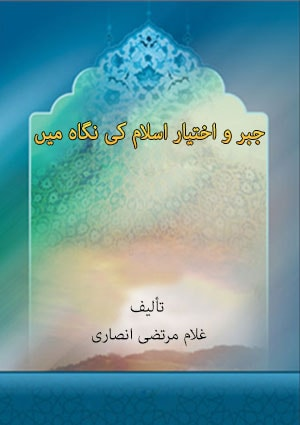 جبر و اختیار اسلام کی نگاہ میں
تألیف
غلام مرتضی انصاری